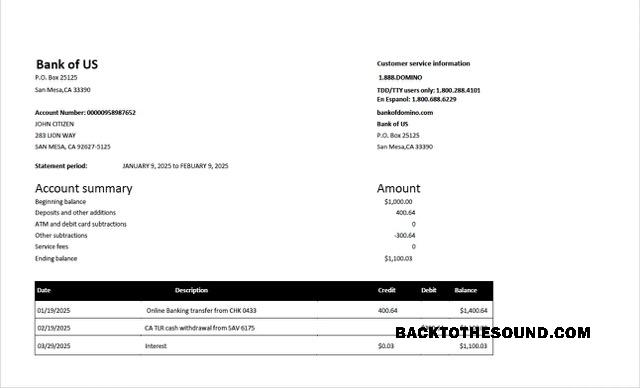 Bank of US
P.O. Box 25125
San Mesa,CA 33390
Customer service information
1.888.DOMINO
TDD/TTY users only: 1.800.288.4101
En Espanol: 1.800.688.6229
Account Number: 00000958987652
JOHN CITIZEN
283 LION WAY
SAN MESA, CA 92627-5125
bankofdomino.com
Bank of US
P.O. Box 25125
San Mesa,CA 33390
Statement period: JANUARY 9, 2025 to FEBUARY 9, 2025
Account summary Amount
Beginning balance $1,000.00
Deposits and other additions 400.64
ATM and debit card subtractions 0
Other subtractions -300.64
Service fees 0
Ending balance $1,100.03
Date Description Credit Debit Balance
01/19/2025 Online Banking transfer from CHK 0433 400.64 $1,400.64
02/19/2025 CA TLR cash withdrawal from SAV 6175
BACKTOTHESOUND.COM
03/29/2025 Interest $0.03 $1,100.03